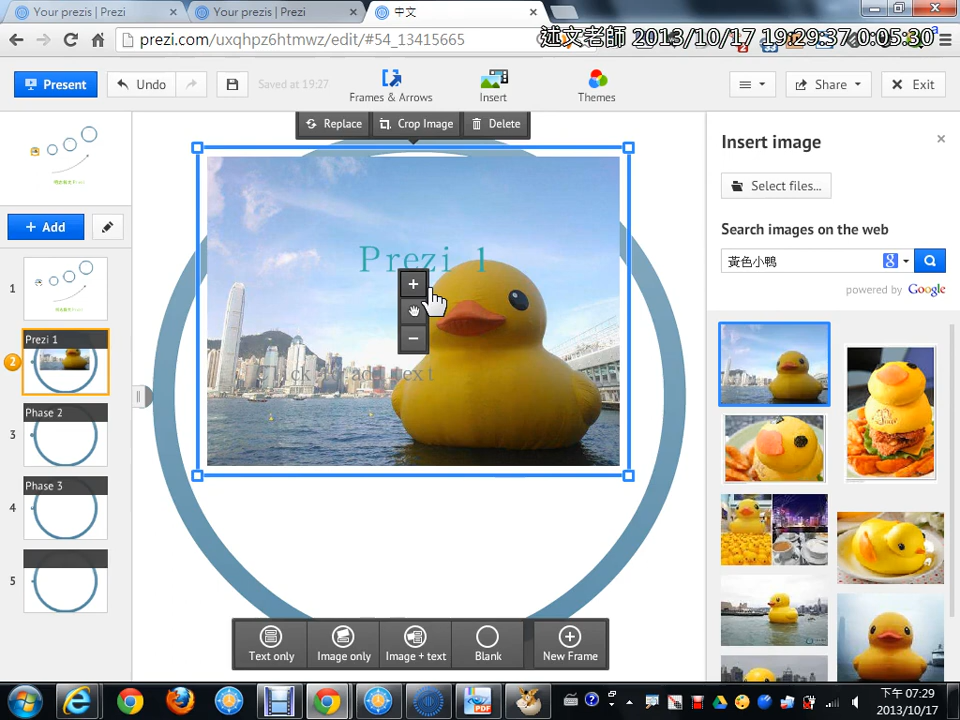 Your prezis | Prezi
Your prezis | Prezi
中文
prezi.com/uxqhpz6htmwz/edit/#54_13415665
述文老師 2013/10/17 19:29:37 0:05:30
Present
Undo
Saved at 19:27
Frames & Arrows
Insert
Themes
Share
Exit
Replace
Crop Image
Delete
Insert image
Select files...
Search images on the web
黃色小鴨
powered by Google
Add
1
Prezi 1
2
Phase 2
3
Phase 3
4
5
Prezi 1
Text only
Image only
Image + text
Blank
New Frame
下午 07:29
2013/10/17